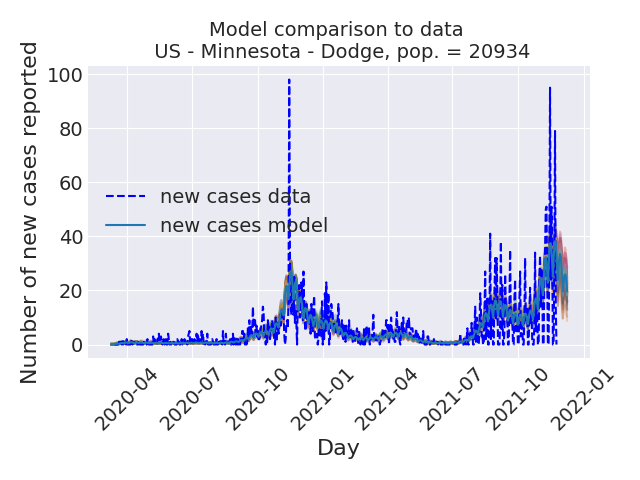 Model comparison to data
US - Minnesota - Dodge, pop. = 20934
Number of new cases reported
100
80
60
40
20
0
new cases data
new cases model
2020-04
2020-07
2020-10
2021-01
2021-04
2021-07
2021-10
2022-01
Day